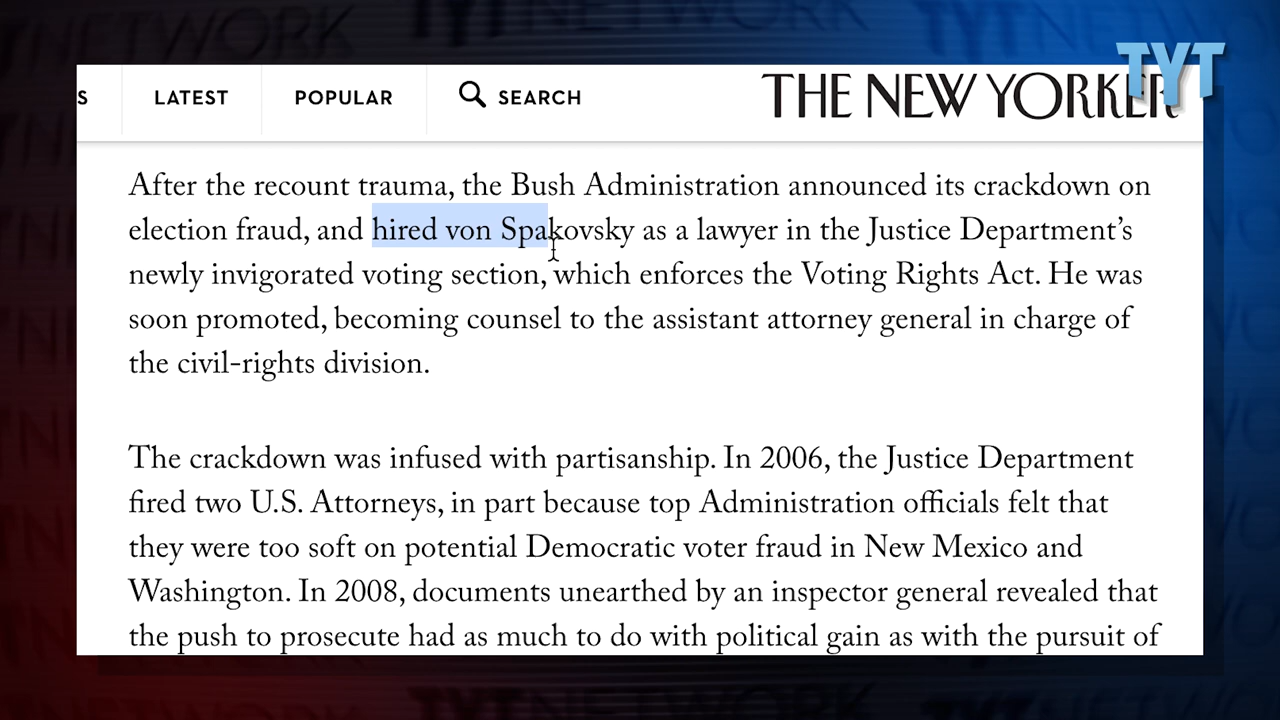 TYT
S LATEST POPULAR SEARCH THE NEW YORKER
After the recount trauma, the Bush Administration announced its crackdown on
election fraud, and hired von Spakovsky as a lawyer in the Justice Department’s
newly invigorated voting section, which enforces the Voting Rights Act. He was
soon promoted, becoming counsel to the assistant attorney general in charge of
the civil-rights division.
The crackdown was infused with partisanship. In 2006, the Justice Department
fired two U.S. Attorneys, in part because top Administration officials felt that
they were too soft on potential Democratic voter fraud in New Mexico and
Washington. In 2008, documents unearthed by an inspector general revealed that
the push to prosecute had as much to do with political gain as with the pursuit of